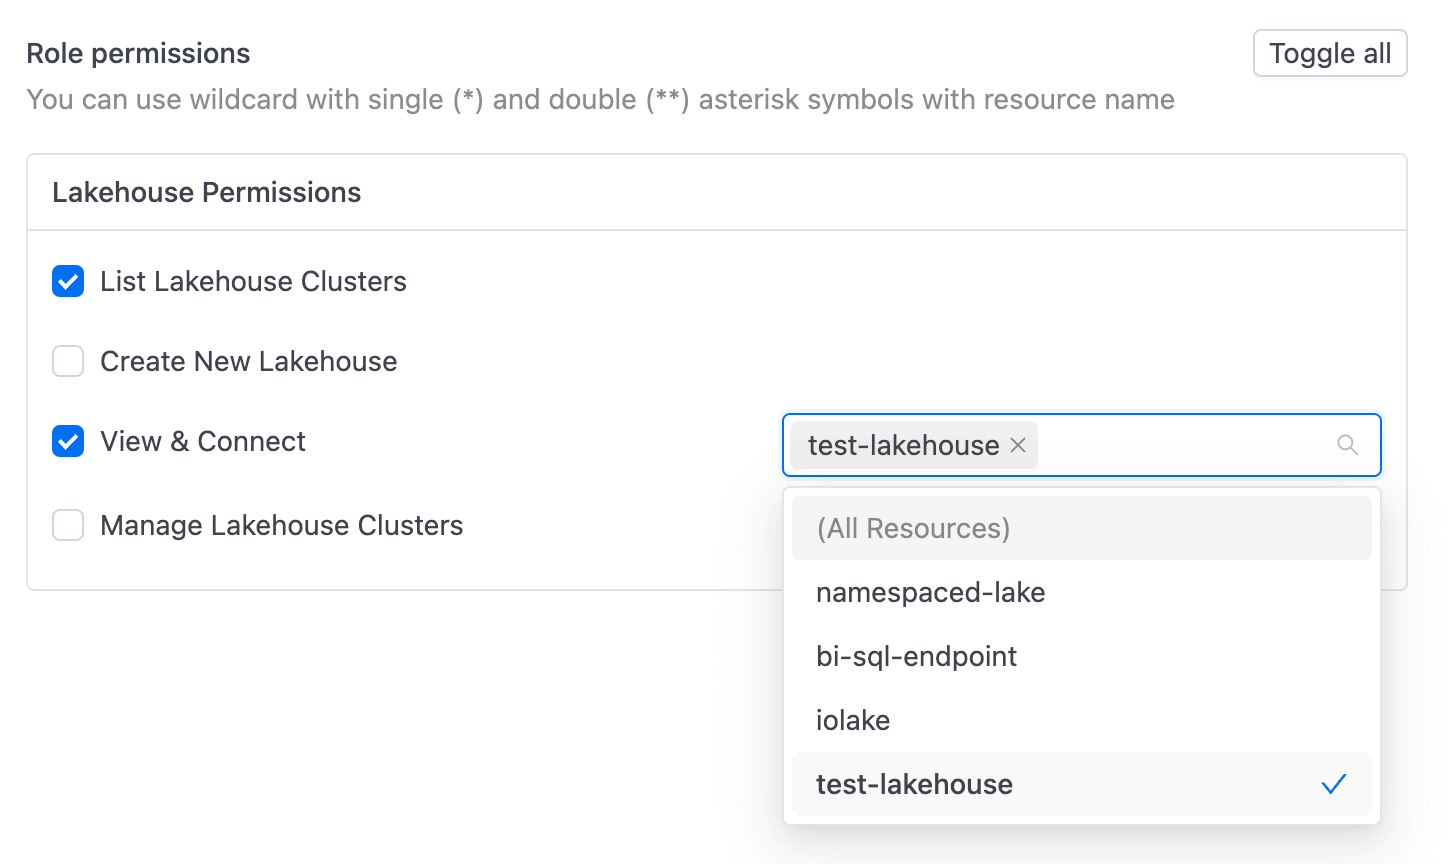 Role permissions
Toggle all
You can use wildcard with single (*) and double (**) asterisk symbols with resource name
Lakehouse Permissions
List Lakehouse Clusters
Create New Lakehouse
View & Connect
test-lakehouse
Manage Lakehouse Clusters
(All Resources)
namespaced-lake
bi-sql-endpoint
iolake
test-lakehouse